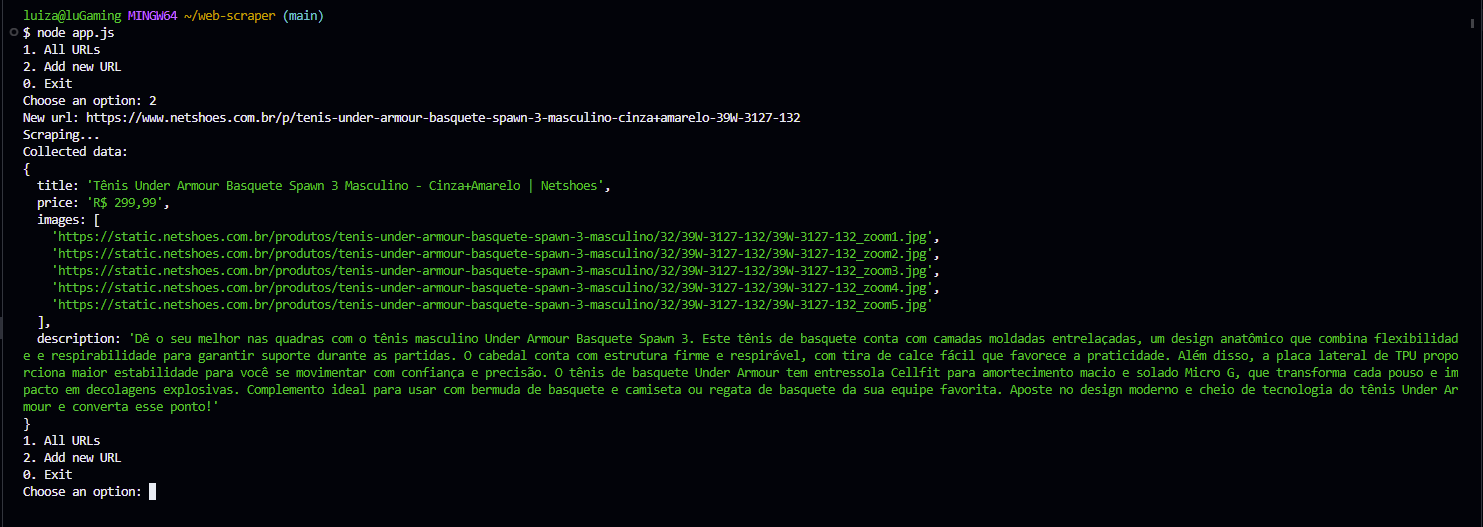 luiza@luGaming MINGW64 ~/web-scraper (main)
$ node app.js
1. All URLs
2. Add new URL
0. Exit
Choose an option: 2
New url: https://www.netshoes.com.br/p/tenis-under-armour-basquete-spawn-3-masculino-cinza+amarelo-39W-3127-132
Scraping...
Collected data:
{
  title: 'Tênis Under Armour Basquete Spawn 3 Masculino - Cinza+Amarelo | Netshoes',
  price: 'R$ 299,99',
  images: [
    'https://static.netshoes.com.br/produtos/tenis-under-armour-basquete-spawn-3-masculino/32/39W-3127-132/39W-3127-132_zoom1.jpg',
    'https://static.netshoes.com.br/produtos/tenis-under-armour-basquete-spawn-3-masculino/32/39W-3127-132/39W-3127-132_zoom2.jpg',
    'https://static.netshoes.com.br/produtos/tenis-under-armour-basquete-spawn-3-masculino/32/39W-3127-132/39W-3127-132_zoom3.jpg',
    'https://static.netshoes.com.br/produtos/tenis-under-armour-basquete-spawn-3-masculino/32/39W-3127-132/39W-3127-132_zoom4.jpg',
    'https://static.netshoes.com.br/produtos/tenis-under-armour-basquete-spawn-3-masculino/32/39W-3127-132/39W-3127-132_zoom5.jpg'
  ],
  description: 'Dê o seu melhor nas quadras com o tênis masculino Under Armour Basquete Spawn 3. Este tênis de basquete conta com camadas moldadas entrelaçadas, um design anatômico que combina flexibilidad
e e respirabilidade para garantir suporte durante as partidas. O cabedal conta com estrutura firme e respirável, com tira de calce fácil que favorece a praticidade. Além disso, a placa lateral de TPU propo
rciona maior estabilidade para você se movimentar com confiança e precisão. O tênis de basquete Under Armour tem entressola Cellfit para amortecimento macio e solado Micro G, que transforma cada pouso e im
pacto em decolagens explosivas. Complemento ideal para usar com bermuda de basquete e camiseta ou regata de basquete da sua equipe favorita. Aposte no design moderno e cheio de tecnologia do tênis Under Ar
mour e converta esse ponto!'
}
1. All URLs
2. Add new URL
0. Exit
Choose an option: